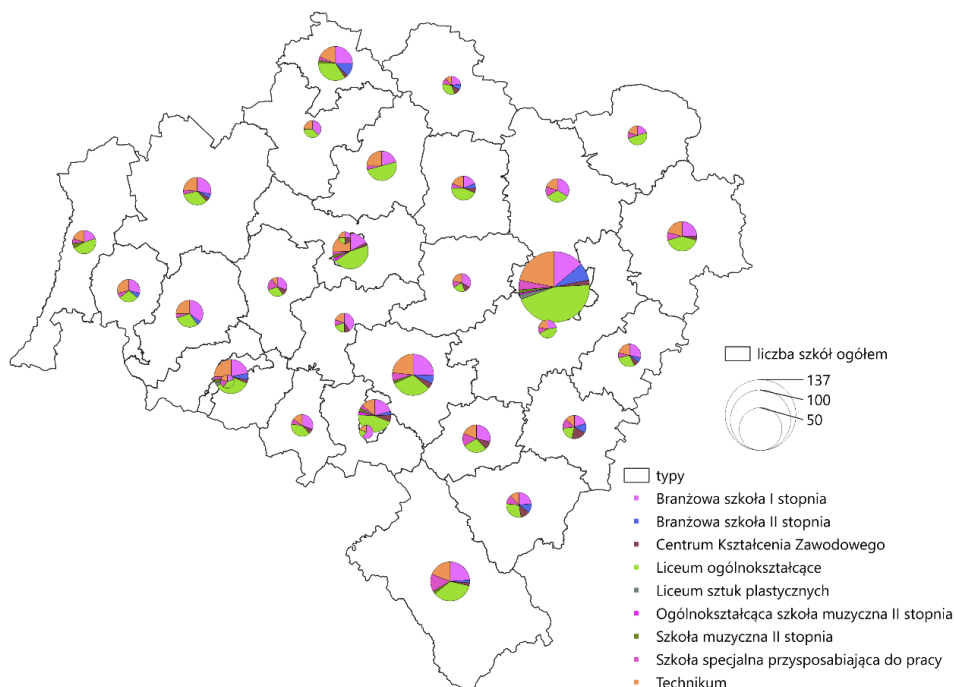 liczba szkół ogółem
137
100
50
typy
Branżowa szkoła I stopnia
Branżowa szkoła II stopnia
Centrum Kształcenia Zawodowego
Liceum ogólnokształcące
Liceum sztuk plastycznych
Ogólnokształcąca szkoła muzyczna II stopnia
Szkoła muzyczna II stopnia
Szkoła specjalna przysposabiająca do pracy
Technikum